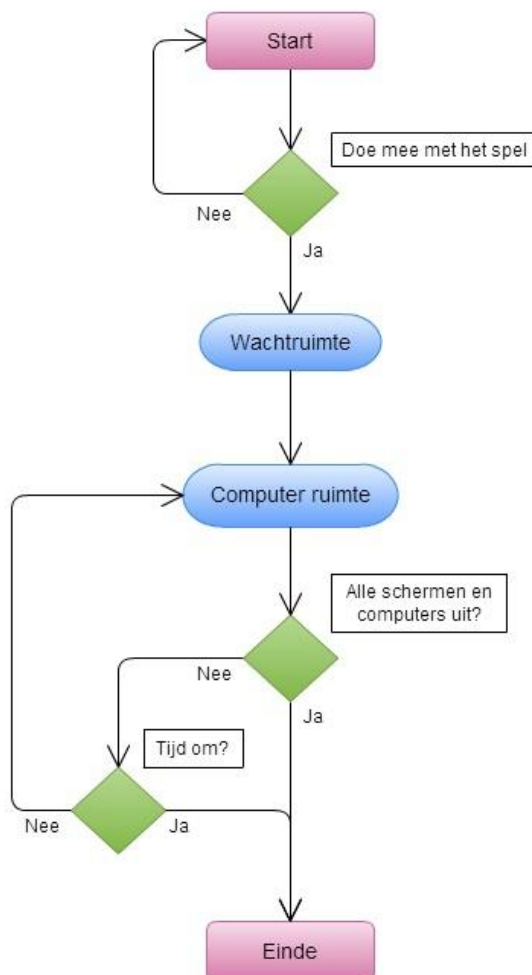 Start
Doe mee met het spel
Nee
Ja
Wachtruimte
Computer ruimte
Alle schermen en
computers uit?
Nee
Ja
Tijd om?
Nee
Ja
Einde